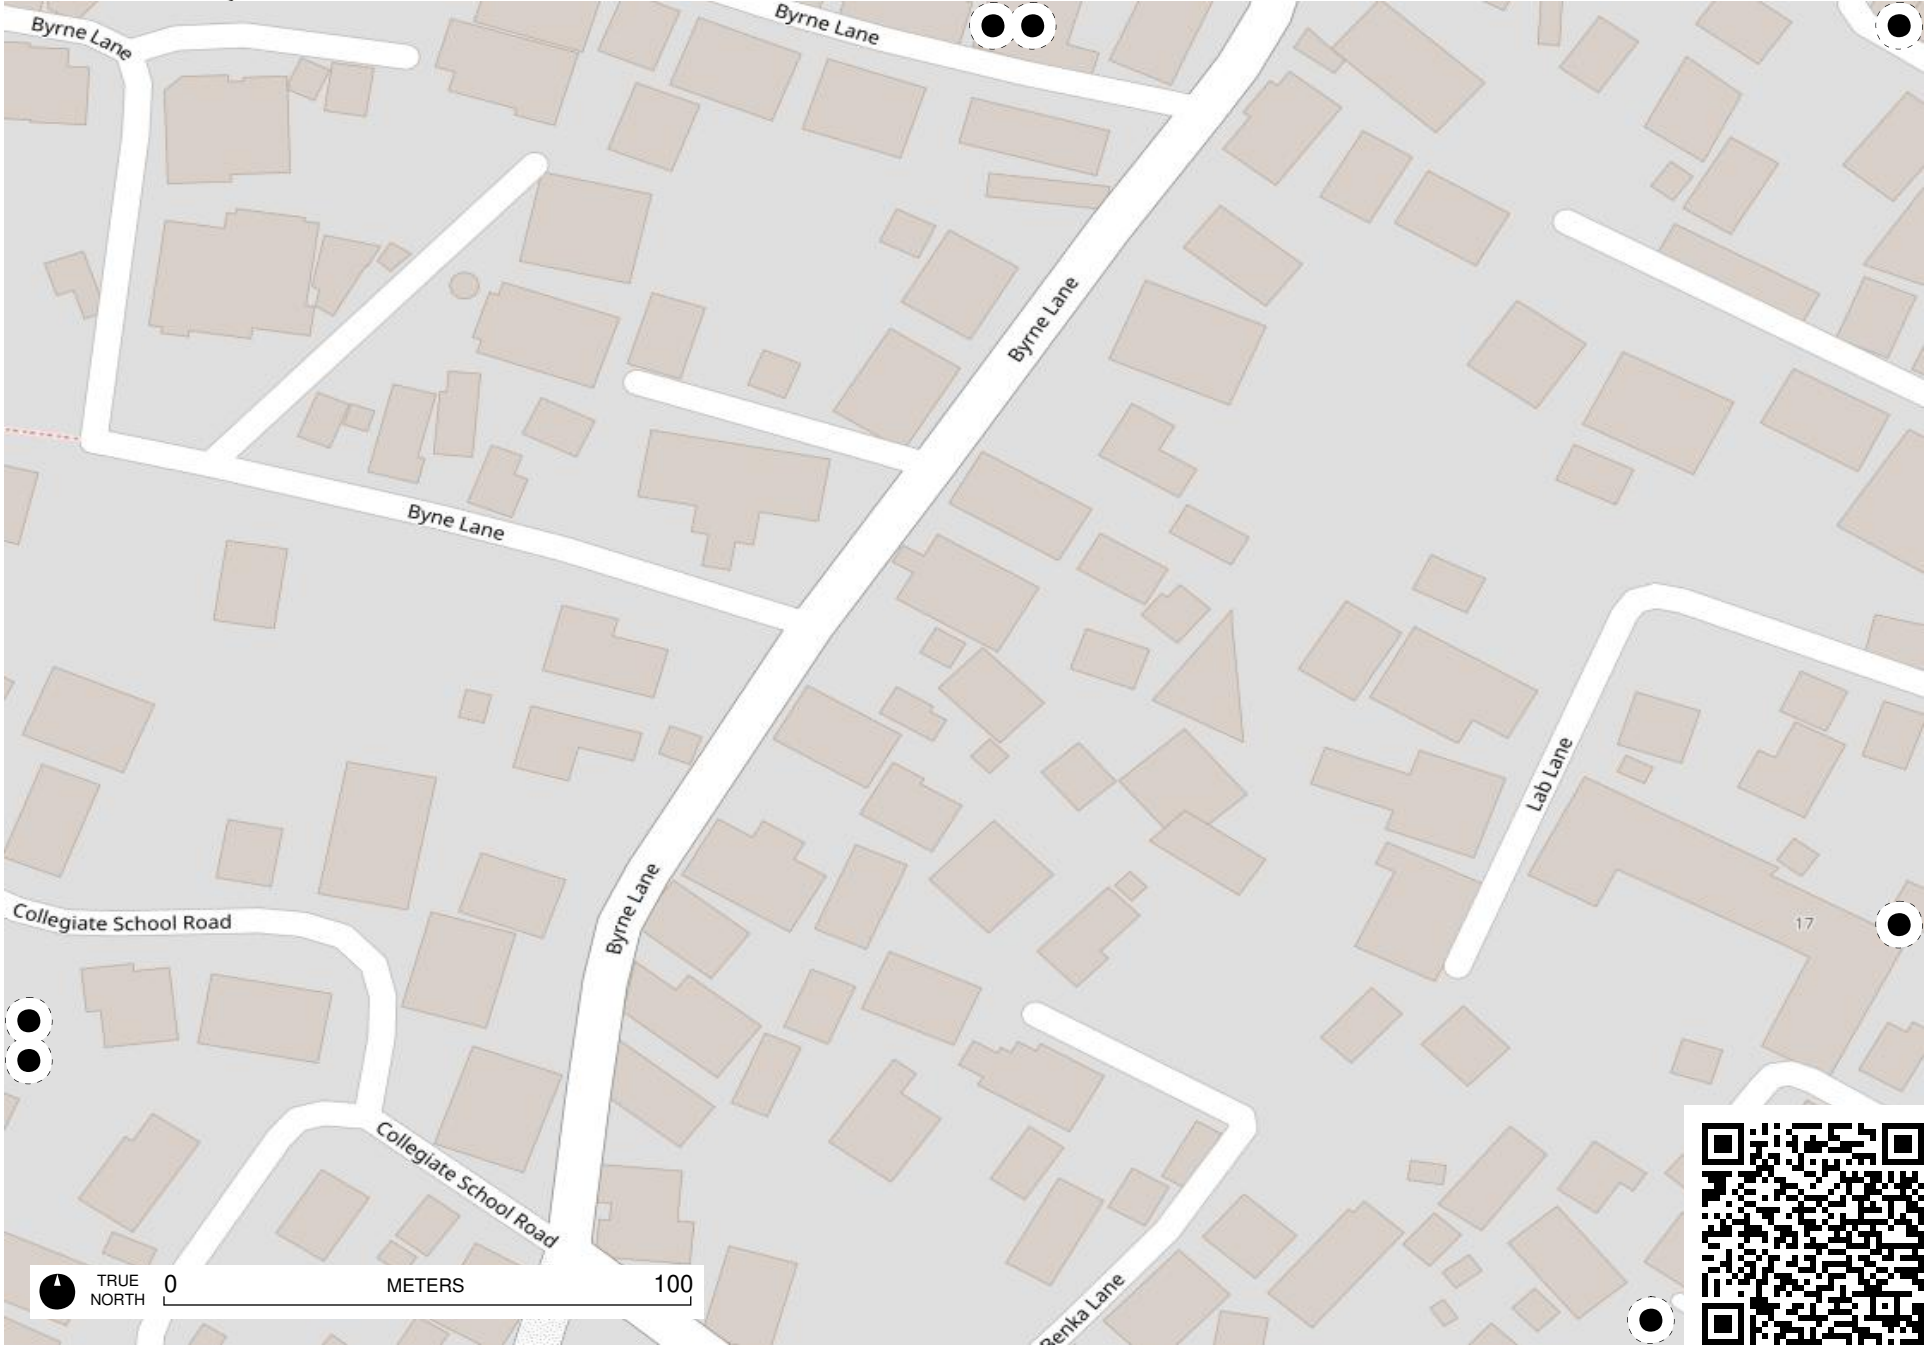 Byrne Lane
Byrne Lane
Byrne Lane
Byne Lane
Lab Lane
Byrne Lane
Collegiate School Road
17
Collegiate School Road
Benka Lane
TRUE
NORTH
0 METERS 100